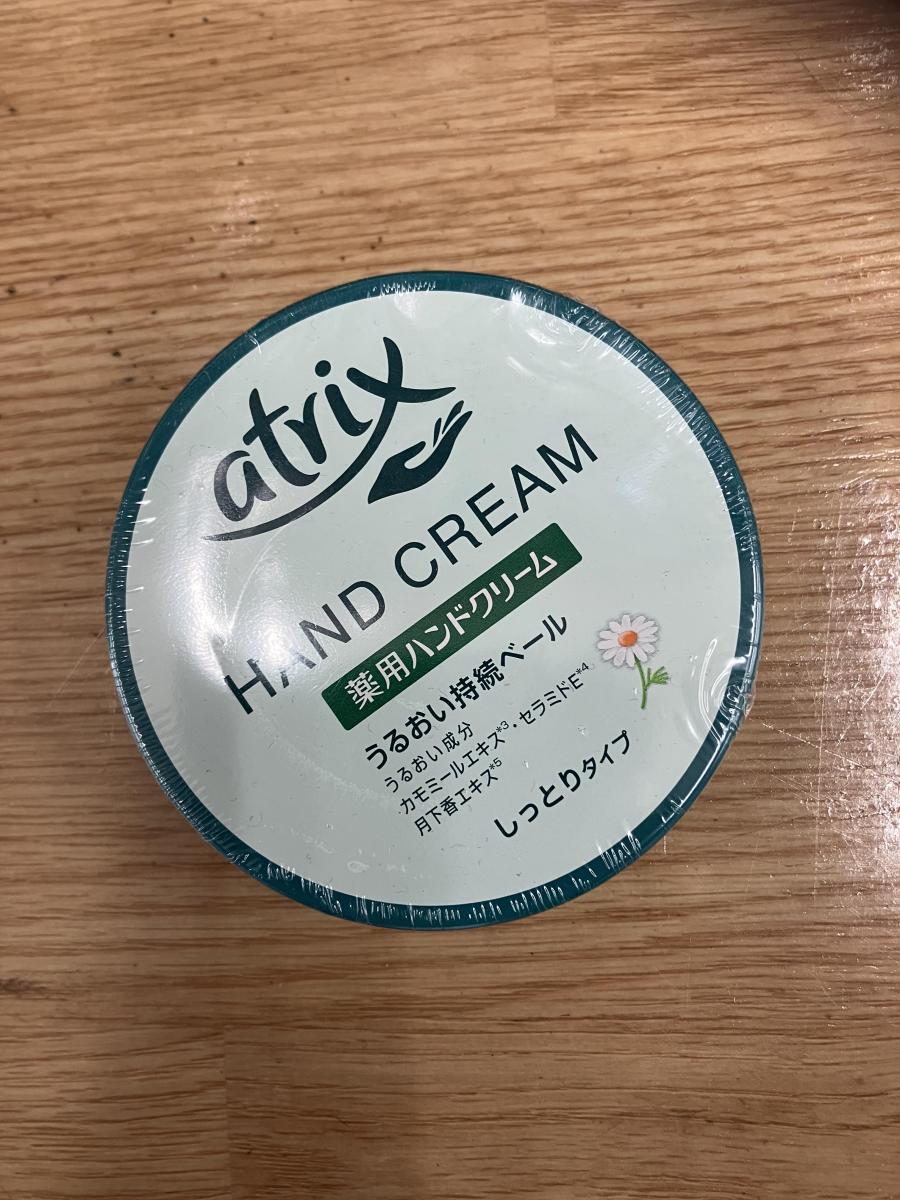 atrix
HAND CREAM
薬用ハンドクリーム
うるおい持続ベール
うるおい成分
カモミールエキス*3・セラミドE*4
月下香エキス*5
しっとりタイプ